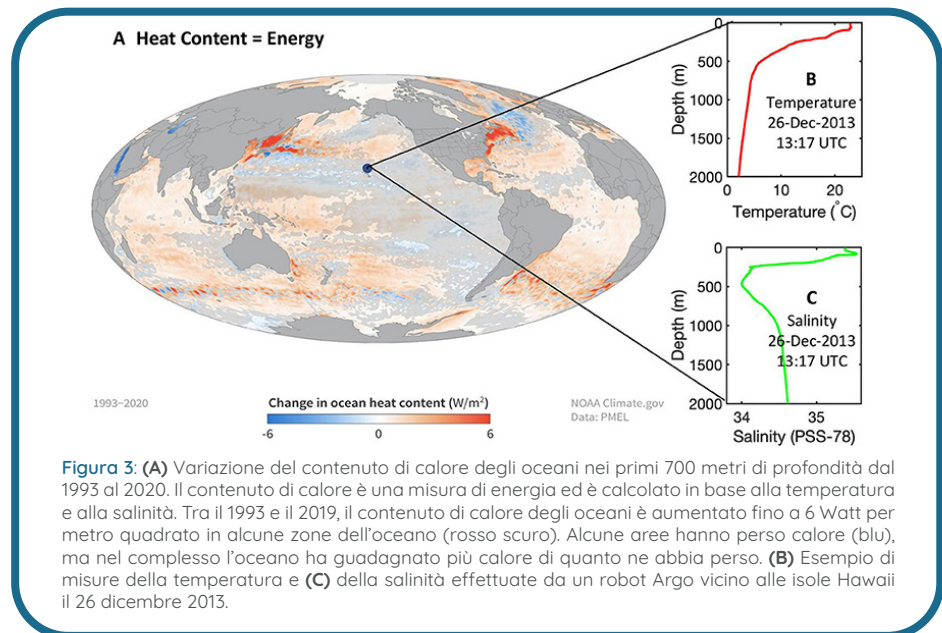 A Heat Content = Energy
0
500
1000
1500
2000
Depth (m)
B
Temperature
26-Dec-2013
13:17 UTC
0
10
20
Temperature (°C)
0
500
1000
1500
2000
Depth (m)
C
Salinity
26-Dec-2013
13:17 UTC
34
35
Salinity (PSS-78)
1993–2020
Change in ocean heat content (W/m²)
-6
0
6
NOAA Climate.gov
Data: PMEL
Figura 3: (A) Variazione del contenuto di calore degli oceani nei primi 700 metri di profondità dal
1993 al 2020. Il contenuto di calore è una misura di energia ed è calcolato in base alla temperatura
e alla salinità. Tra il 1993 e il 2019, il contenuto di calore degli oceani è aumentato fino a 6 Watt per
metro quadrato in alcune zone dell'oceano (rosso scuro). Alcune aree hanno perso calore (blu),
ma nel complesso l'oceano ha guadagnato più calore di quanto ne abbia perso. (B) Esempio di
misure della temperatura e (C) della salinità effettuate da un robot Argo vicino alle isole Hawaii
il 26 dicembre 2013.